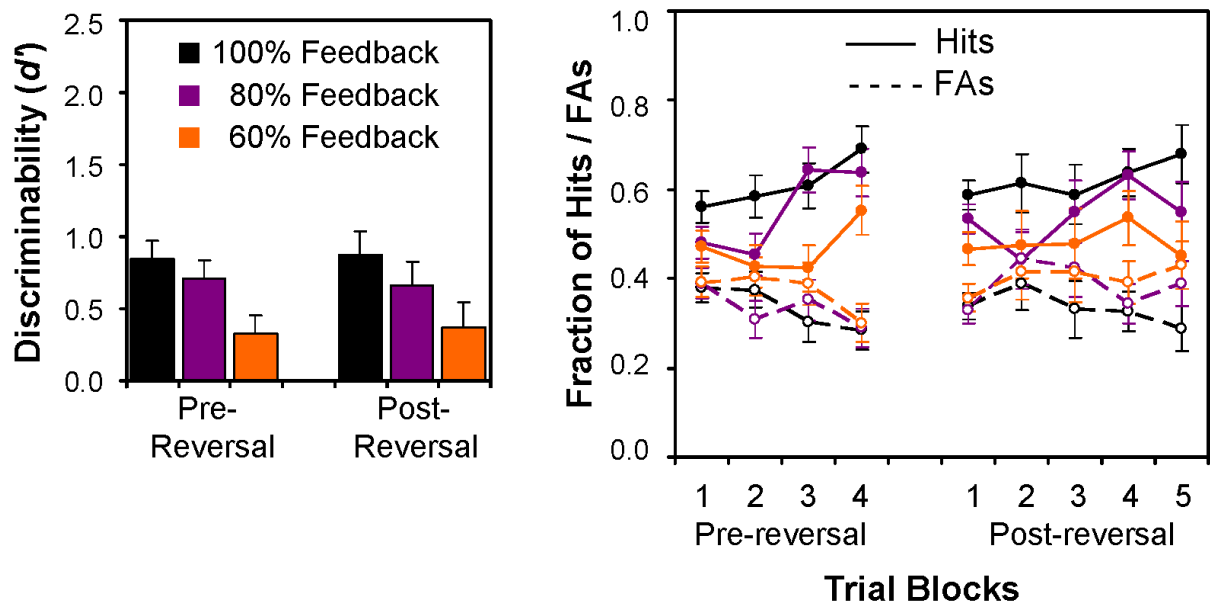 Discriminability (d')
2.5
2.0
1.5
1.0
0.5
0.0
100% Feedback
80% Feedback
60% Feedback
Pre-
Reversal
Post-
Reversal
Fraction of Hits / FAs
1.0
0.8
0.6
0.4
0.2
0.0
Hits
FAs
1 2 3 4 1 2 3 4 5
Pre-reversal Post-reversal
Trial Blocks